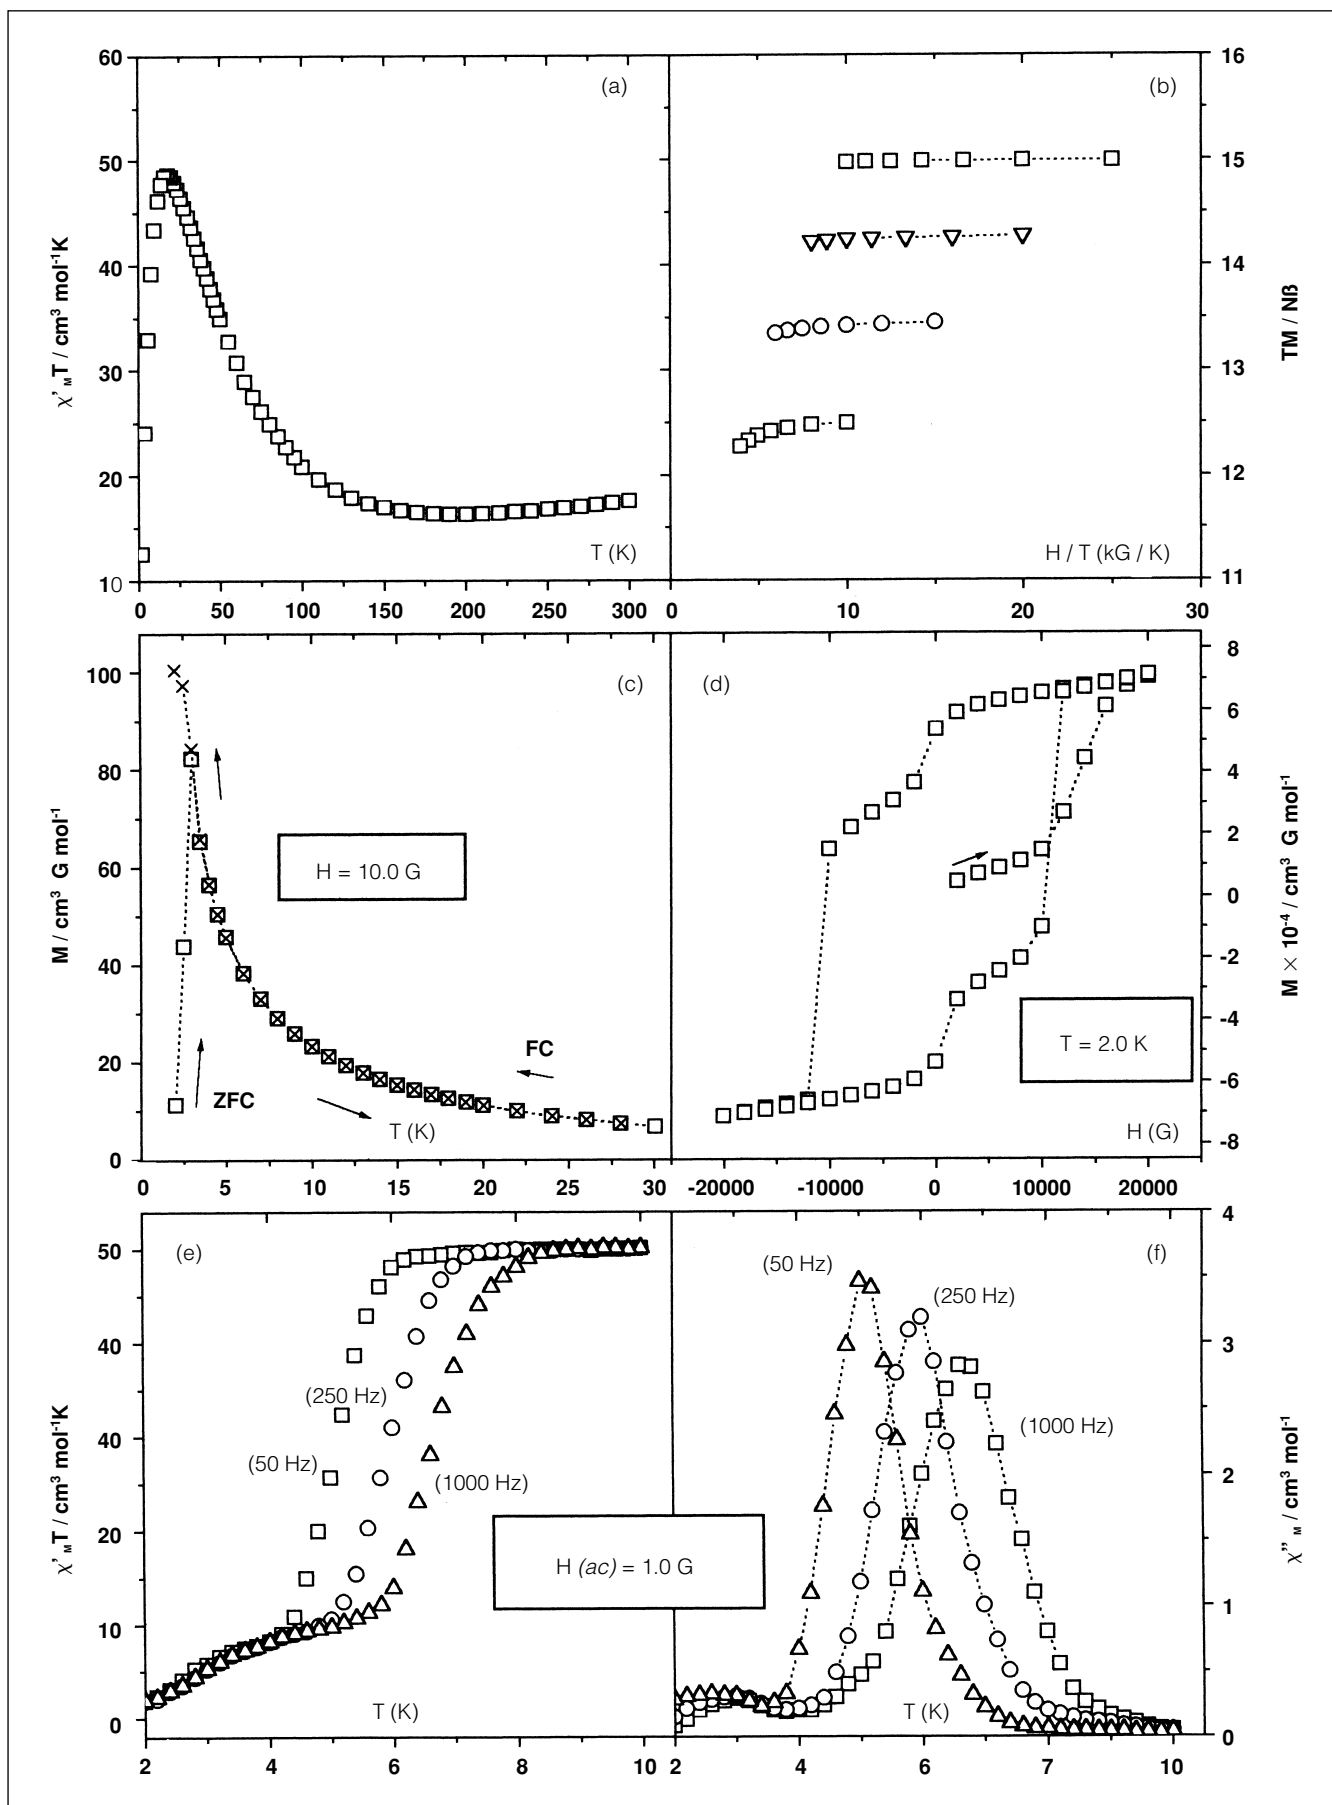 60
50
40
30
20
10
χ'ₘT / cm³ mol⁻¹K
(a)
T (K)
0 50 100 150 200 250 300
(b)
16
15
14
13
12
11
TM / Nß
H / T (kG / K)
0 10 20 30
100
80
60
40
20
0
M / cm³ G mol⁻¹
(c)
H = 10.0 G
FC
ZFC
T (K)
0 5 10 15 20 25 30
(d)
8
6
4
2
0
-2
-4
-6
-8
M × 10⁻⁴ / cm³ G mol⁻¹
T = 2.0 K
H (G)
-20000 -10000 0 10000 20000
50
40
40
20
10
0
χ'ₘT / cm³ mol⁻¹K
(e)
(250 Hz)
(50 Hz)
(1000 Hz)
H (ac) = 1.0 G
T (K)
2 4 6 8 10
(50 Hz)
(f)
(250 Hz)
(1000 Hz)
4
3
2
1
0
χ''ₘ / cm³ mol⁻¹
T (K)
2 4 6 7 10